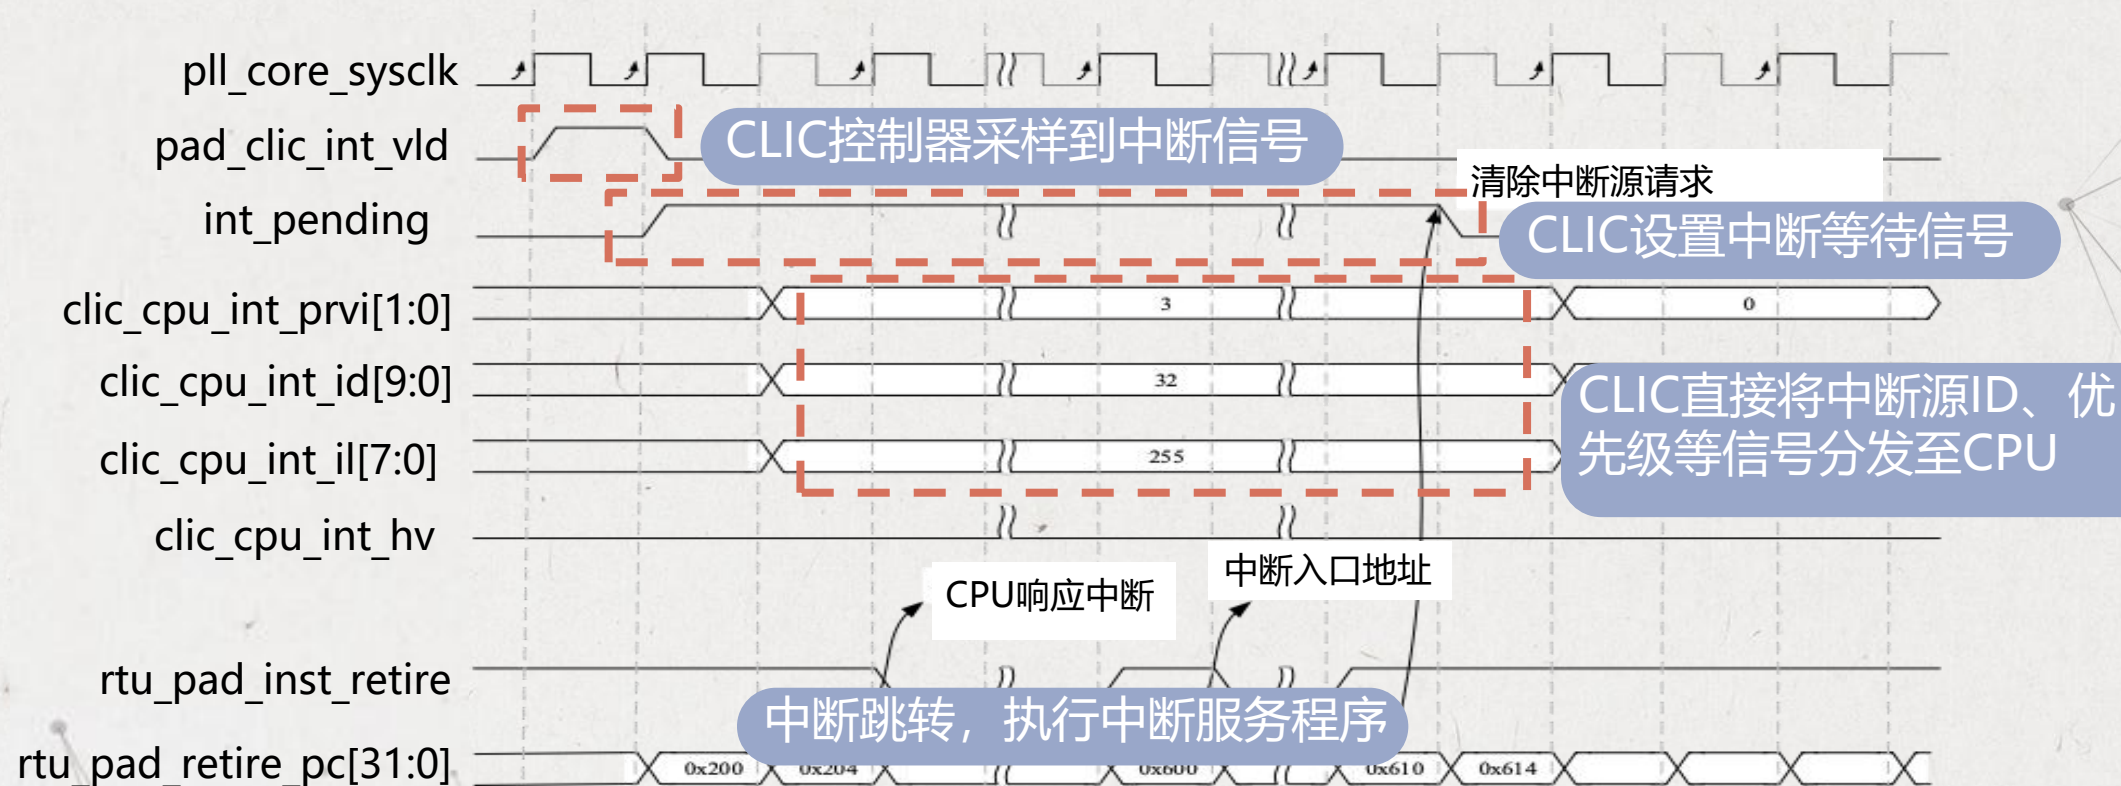 pll_core_sysclk
pad_clic_int_vld
CLIC控制器采样到中断信号
清除中断源请求
int_pending
CLIC设置中断等待信号
clic_cpu_int_prvi[1:0]
3
0
clic_cpu_int_id[9:0]
32
CLIC直接将中断源ID、优
先级等信号分发至CPU
clic_cpu_int_il[7:0]
255
clic_cpu_int_hv
CPU响应中断
中断入口地址
rtu_pad_inst_retire
中断跳转，执行中断服务程序
rtu_pad_retire_pc[31:0]
0x200
0x204
0x600
0x610
0x614